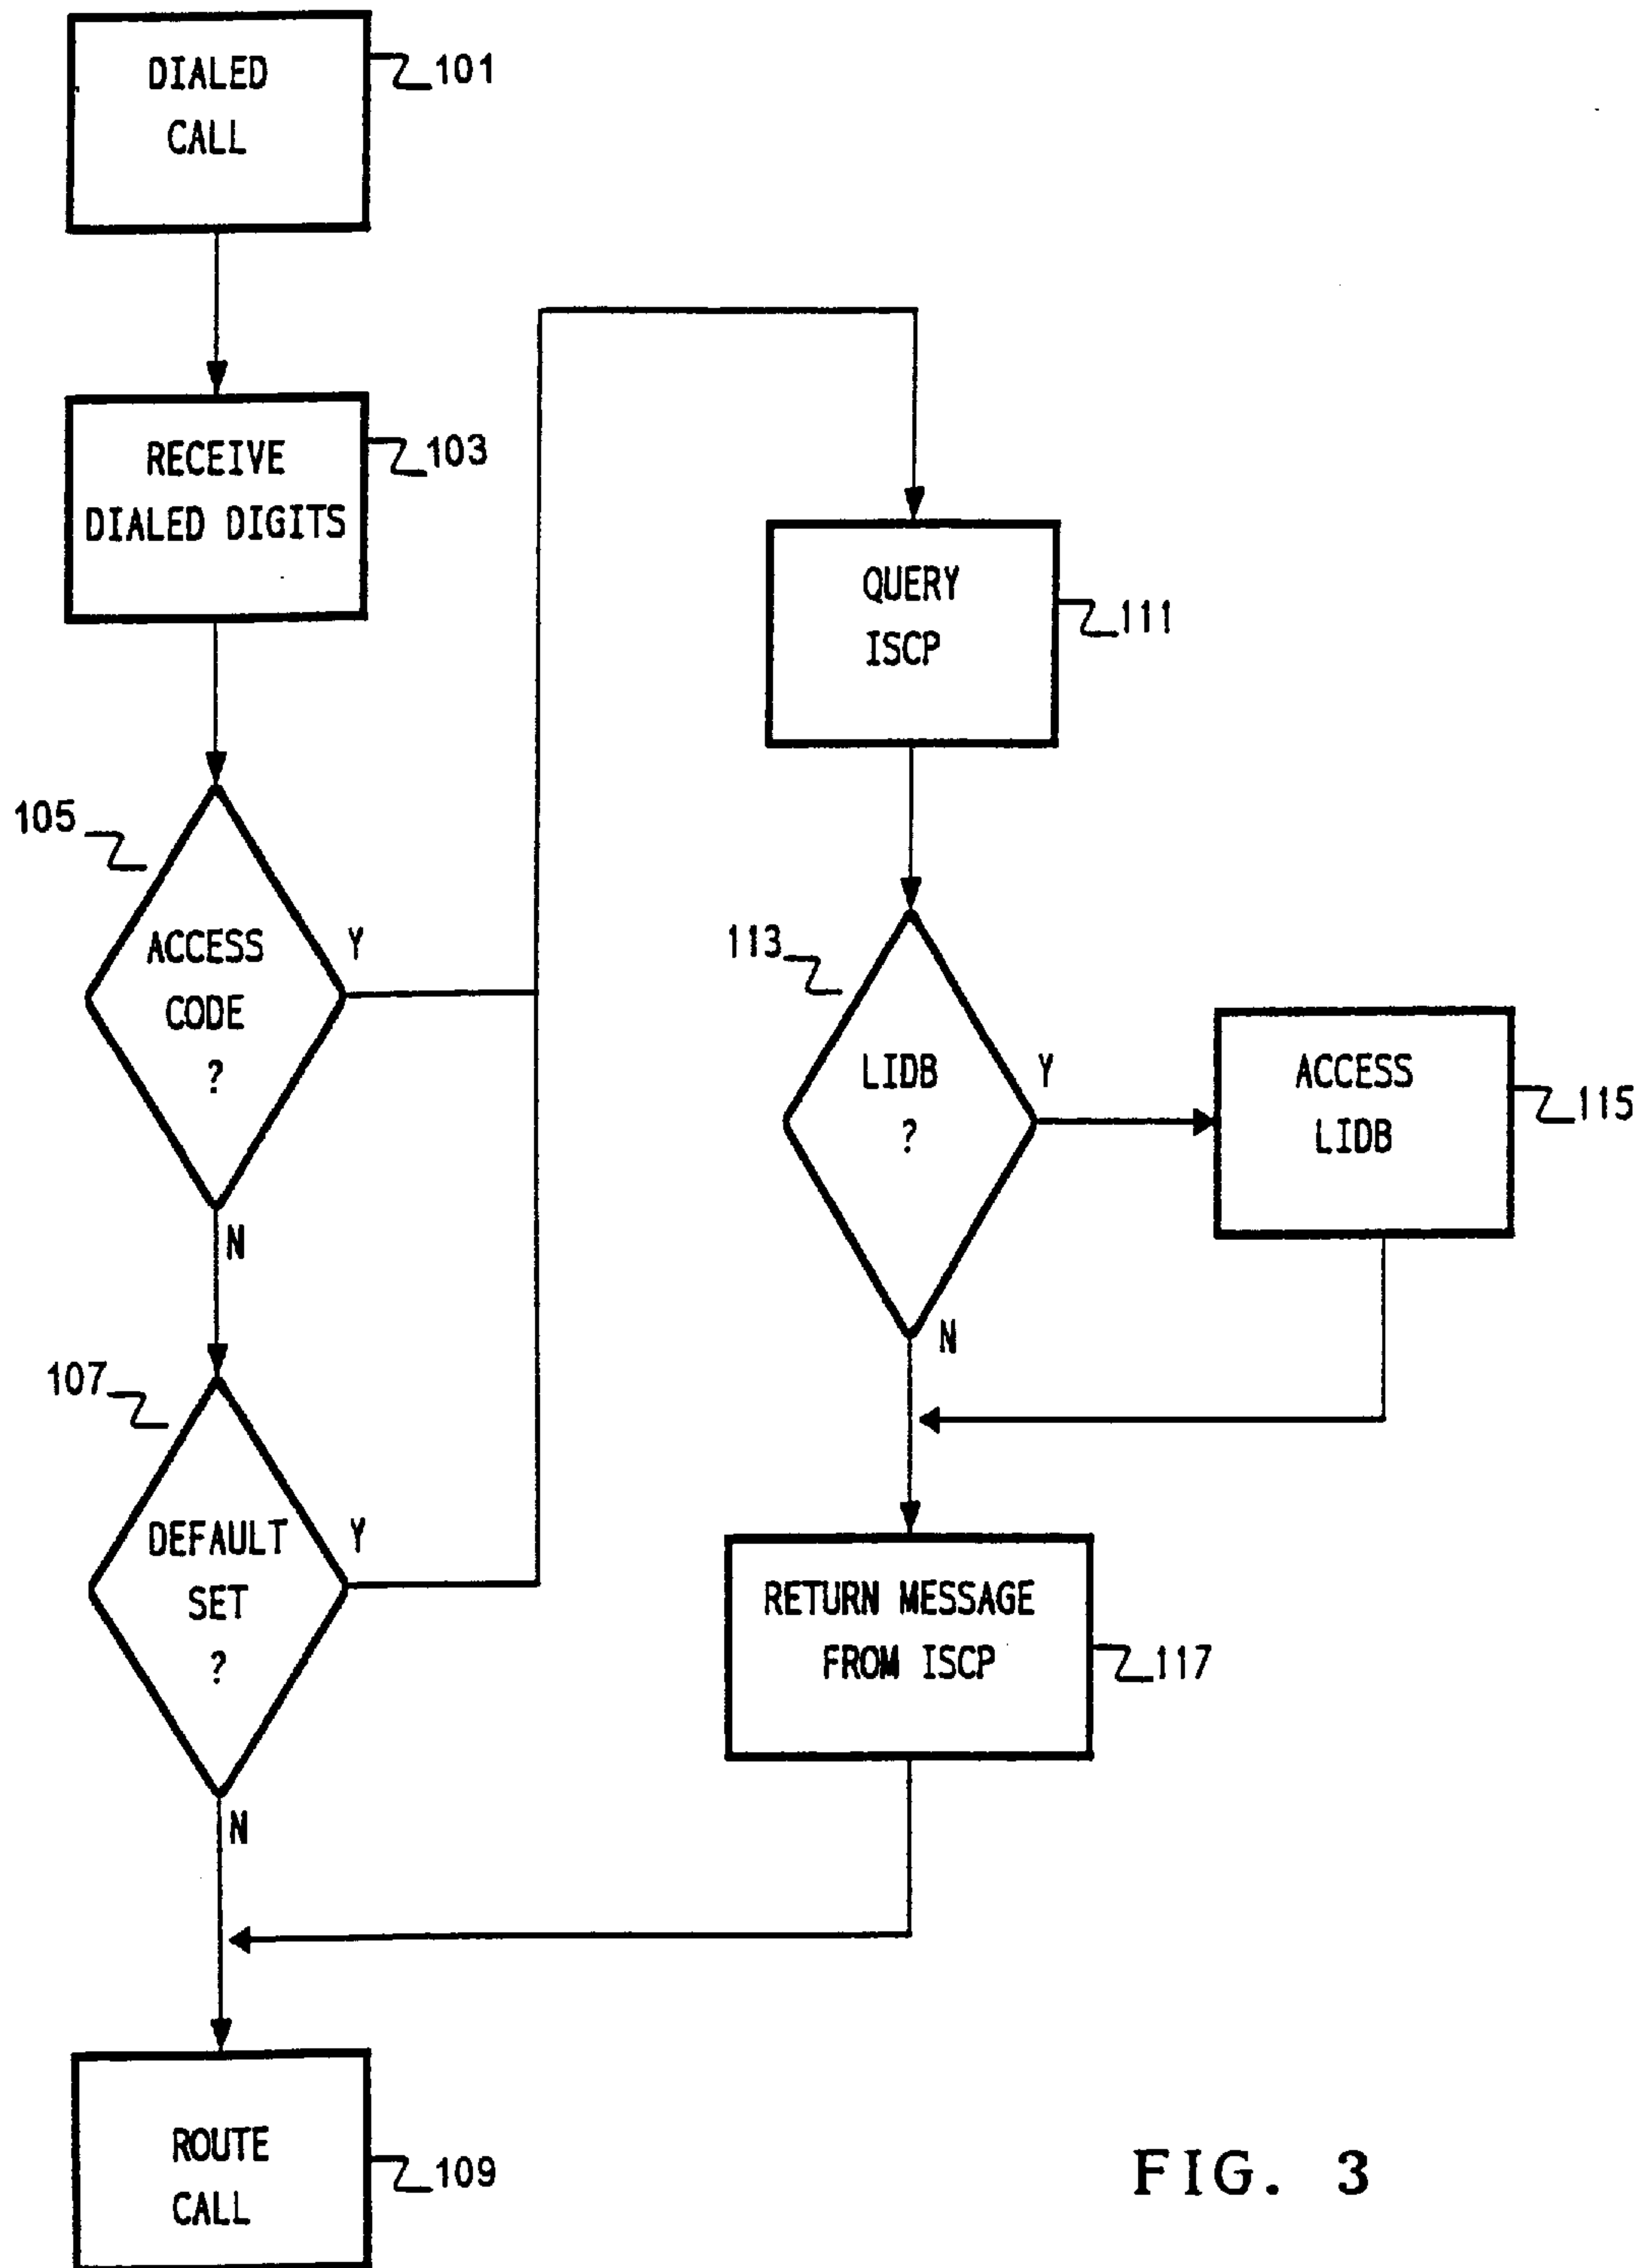 DIALED
CALL
101
RECEIVE
DIALED DIGITS
103
105
ACCESS
CODE
?
Y
N
107
DEFAULT
SET
?
Y
N
ROUTE
CALL
109
QUERY
ISCP
111
113
LIDB
?
Y
N
ACCESS
LIDB
115
RETURN MESSAGE
FROM ISCP
117
FIG. 3